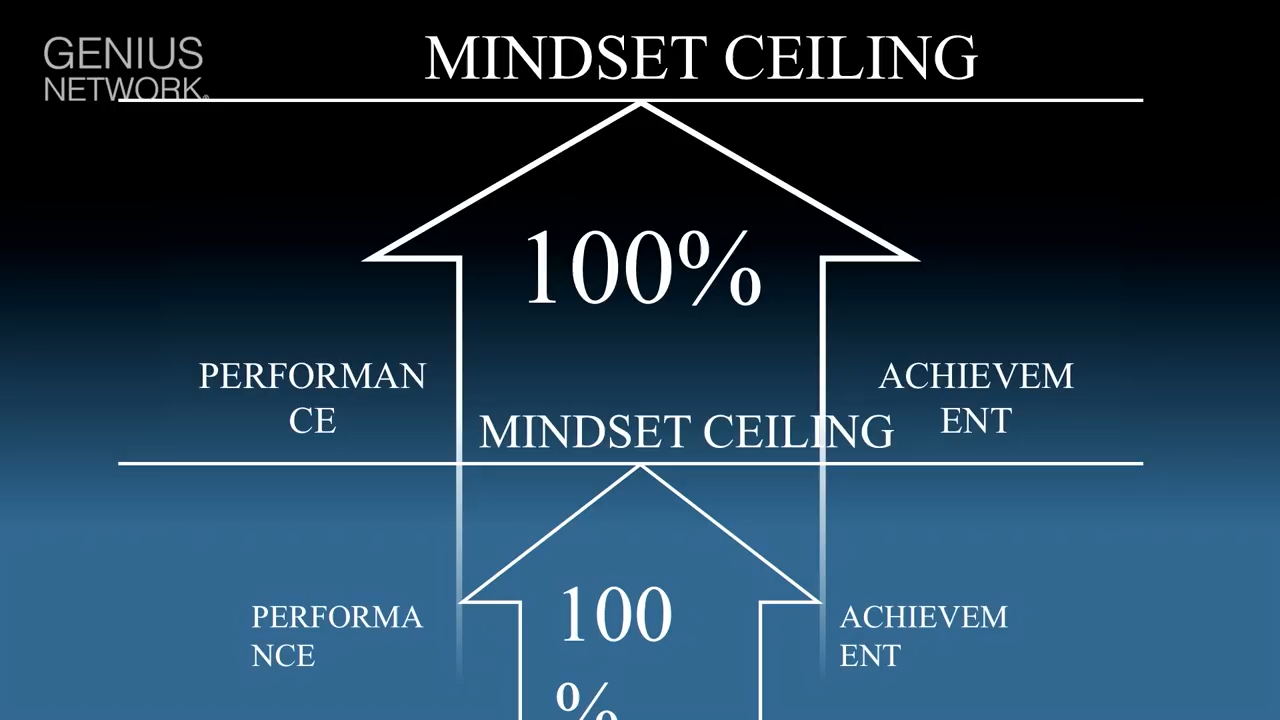 GENIUS
NETWORK®
MINDSET CEILING
100%
PERFORMAN
CE
ACHIEVEM
ENT
MINDSET CEILING
100
%
PERFORMA
NCE
ACHIEVEM
ENT